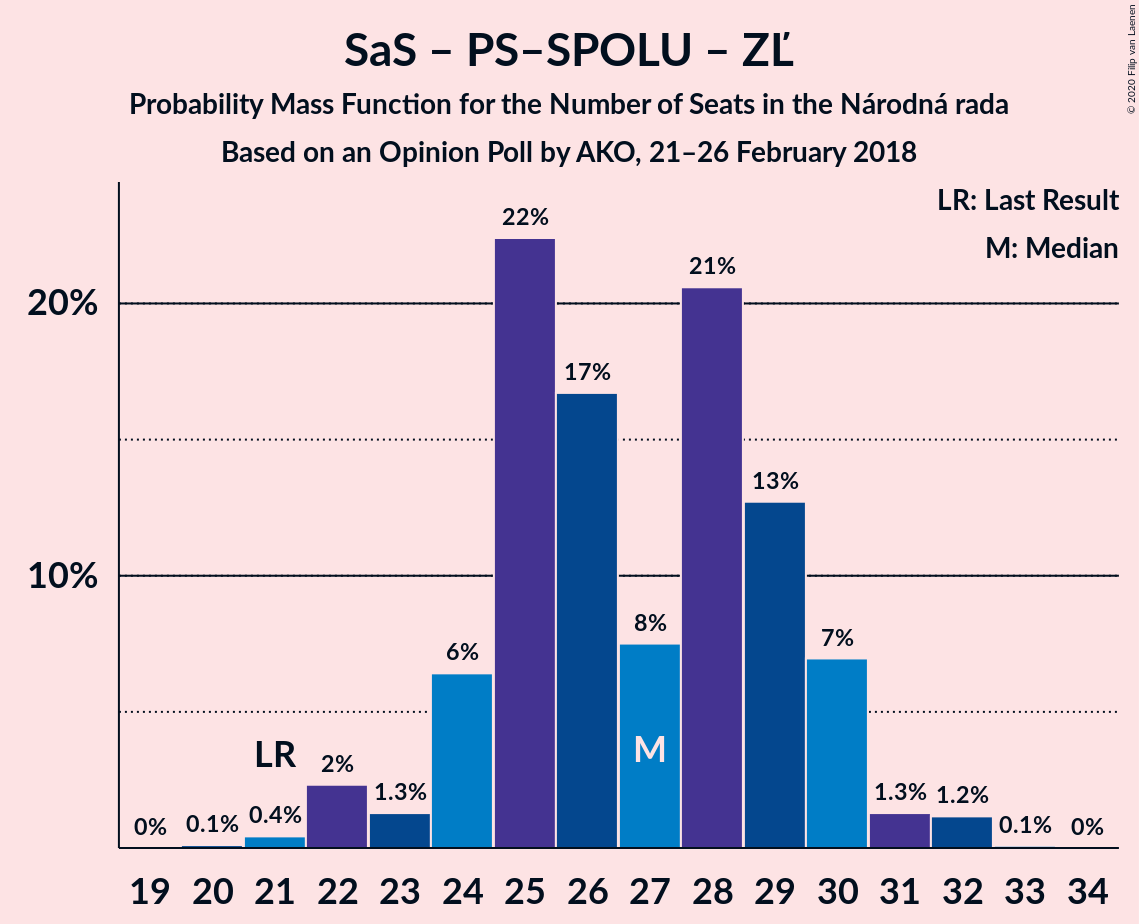 SaS – PS–SPOLU – ZĽ
Probability Mass Function for the Number of Seats in the Národná rada
Based on an Opinion Poll by AKO, 21–26 February 2018
© 2020 Filip van Laenen
LR: Last Result
M: Median
20%
10%
0%
0.1%
0.4%
2%
1.3%
6%
22%
17%
8%
21%
13%
7%
1.3%
1.2%
0.1%
0%
LR
M
19 20 21 22 23 24 25 26 27 28 29 30 31 32 33 34